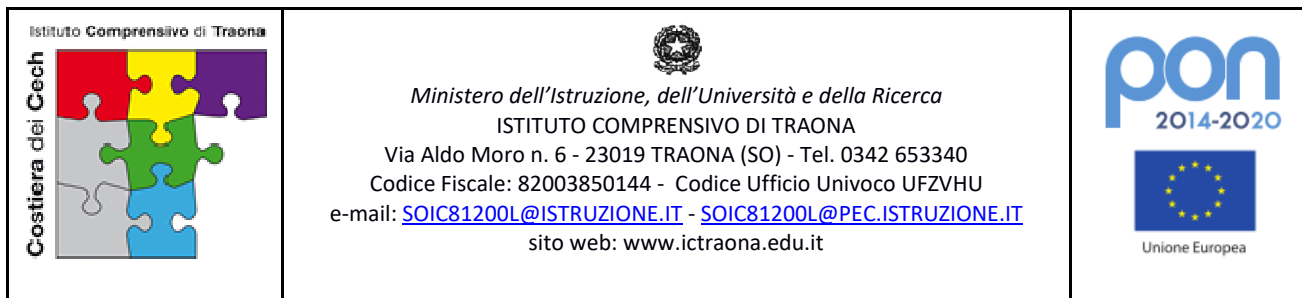 Istituto Comprensivo di Traona
Costiera dei Cech
Ministero dell'Istruzione, dell'Università e della Ricerca
ISTITUTO COMPRENSIVO DI TRAONA
Via Aldo Moro n. 6 - 23019 TRAONA (SO) - Tel. 0342 653340
Codice Fiscale: 82003850144 - Codice Ufficio Univoco UFZVHU
e-mail: SOIC81200L@ISTRUZIONE.IT - SOIC81200L@PEC.ISTRUZIONE.IT
sito web: www.ictraona.edu.it
pon
2014-2020
Unione Europea